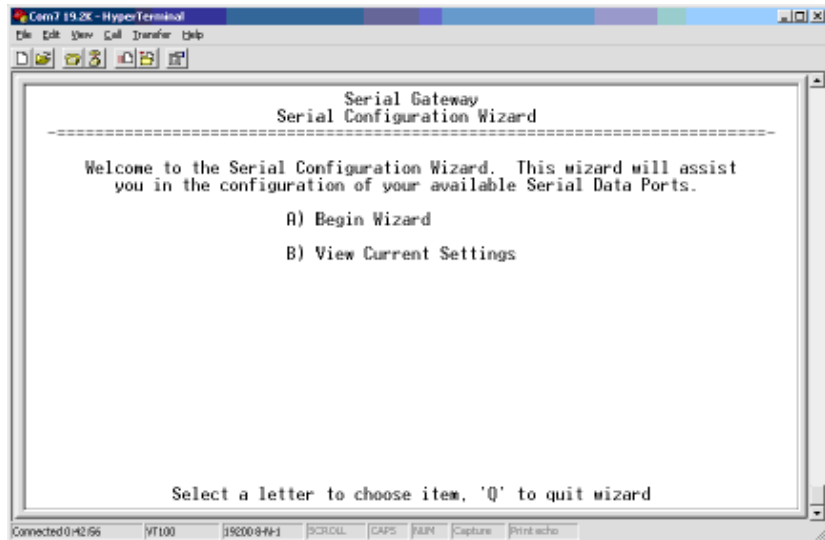 Com7 19.2K - HyperTerminal
File Edit View Call Transfer Help
Serial Gateway
Serial Configuration Wizard
Welcome to the Serial Configuration Wizard. This wizard will assist
you in the configuration of your available Serial Data Ports.
A) Begin Wizard
B) View Current Settings
Select a letter to choose item, 'Q' to quit wizard
Connected 0:42:56 VT100 19200 8-N-1 SCROLL CAPS NUM Capture Print echo